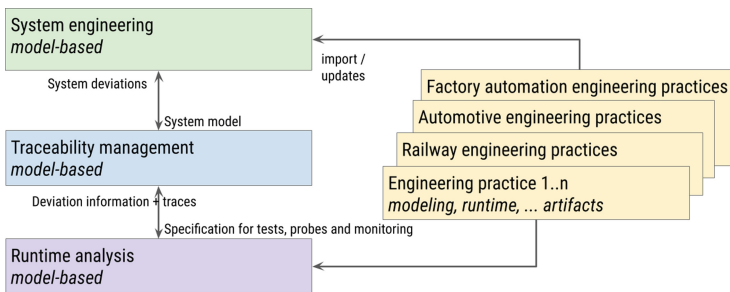 System engineering
model-based
import /
updates
System deviations
Factory automation engineering practices
Automotive engineering practices
System model
Traceability management
model-based
Railway engineering practices
Engineering practice 1..n
modeling, runtime, ... artifacts
Deviation information + traces
Specification for tests, probes and monitoring
Runtime analysis
model-based